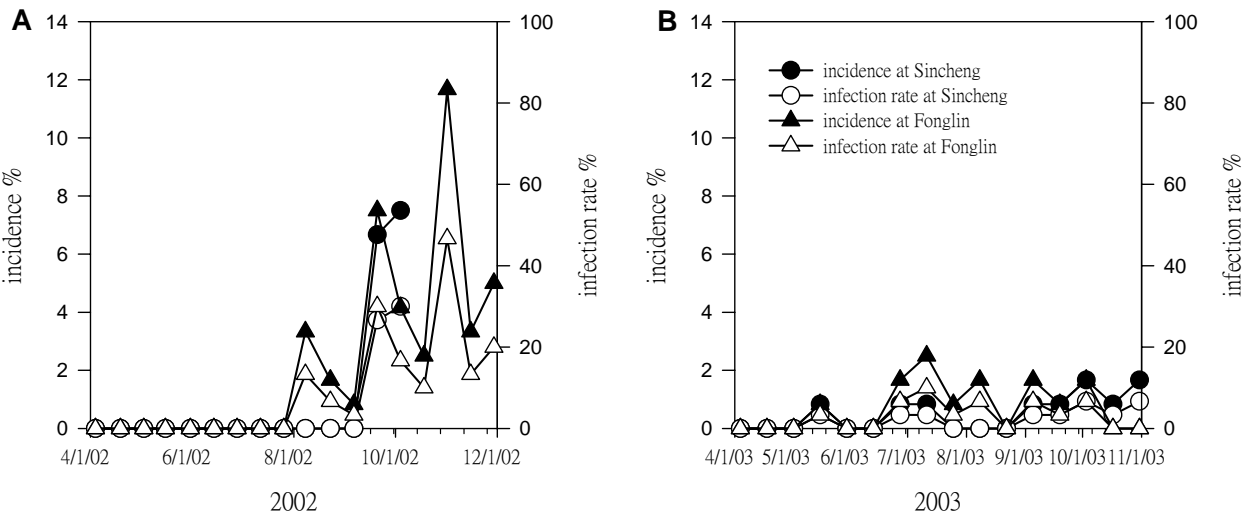 A
14
12
10
8
6
4
2
0
incidence %
100
80
60
40
20
0
infection rate %
4/1/02 6/1/02 8/1/02 10/1/02 12/1/02
2002
B
14
12
10
8
6
4
2
0
incidence %
incidence at Sincheng
infection rate at Sincheng
incidence at Fonglin
infection rate at Fonglin
100
80
60
40
20
0
infection rate %
4/1/03 5/1/03 6/1/03 7/1/03 8/1/03 9/1/03 10/1/03 11/1/03
2003